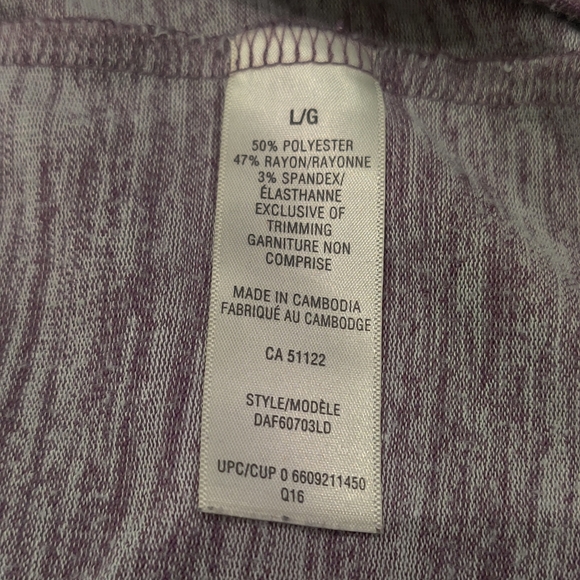 L/G
50% POLYESTER
47% RAYON/RAYONNE
3% SPANDEX/
ÉLASTHANNE
EXCLUSIVE OF
TRIMMING
GARNITURE NON
COMPRISE
MADE IN CAMBODIA
FABRIQUÉ AU CAMBODGE
CA 51122
STYLE/MODÈLE
DAF60703LD
UPC/CUP 0 6609211450
Q16